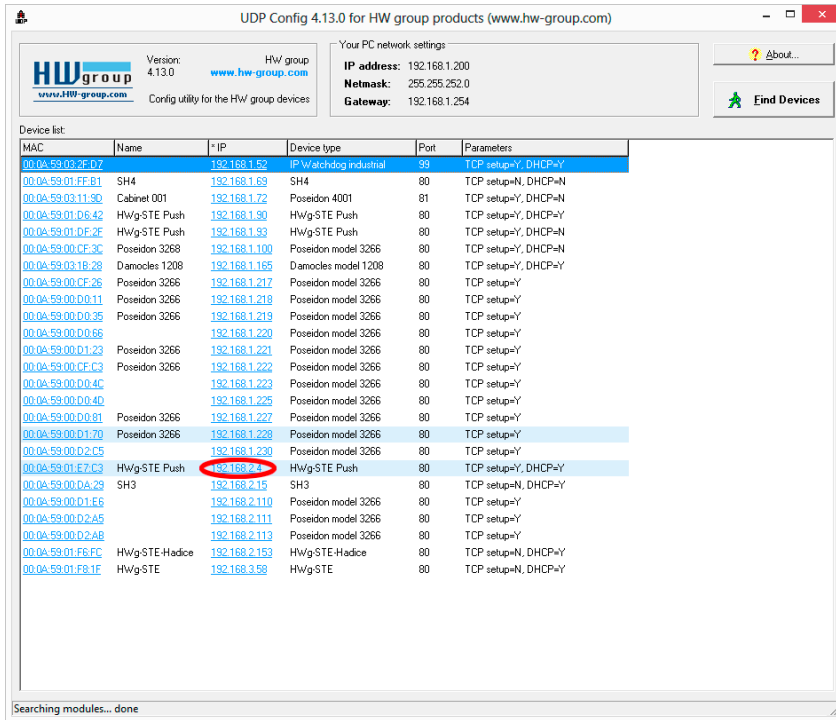 UDP Config 4.13.0 for HW group products (www.hw-group.com)
HW group
www.HW-group.com
Version: HW group
4.13.0 www.hw-group.com
Config utility for the HW group devices
Your PC network settings
IP address: 192.168.1.200
Netmask: 255.255.252.0
Gateway: 192.168.1.254
? About...
Find Devices
Device list:
MAC Name * IP Device type Port Parameters
00:0A:59:03:2F:D7 192.168.1.52 IP Watchdog industrial 99 TCP setup=Y, DHCP=Y
00:0A:59:01:FF:B1 SH4 192.168.1.69 SH4 80 TCP setup=N, DHCP=N
00:0A:59:03:11:9D Cabinet 001 192.168.1.72 Poseidon 4001 81 TCP setup=Y, DHCP=N
00:0A:59:01:D6:42 HWg-STE Push 192.168.1.90 HWg-STE Push 80 TCP setup=Y, DHCP=Y
00:0A:59:01:DF:2F HWg-STE Push 192.168.1.93 HWg-STE Push 80 TCP setup=Y, DHCP=N
00:0A:59:00:CF:3C Poseidon 3268 192.168.1.100 Poseidon model 3266 80 TCP setup=Y, DHCP=N
00:0A:59:03:1B:28 Damocles 1208 192.168.1.165 Damocles model 1208 80 TCP setup=Y, DHCP=Y
00:0A:59:00:CF:26 Poseidon 3266 192.168.1.217 Poseidon model 3266 80 TCP setup=Y
00:0A:59:00:D0:11 Poseidon 3266 192.168.1.218 Poseidon model 3266 80 TCP setup=Y
00:0A:59:00:D0:35 Poseidon 3266 192.168.1.219 Poseidon model 3266 80 TCP setup=Y
00:0A:59:00:D0:66 192.168.1.220 Poseidon model 3266 80 TCP setup=Y
00:0A:59:00:D1:23 Poseidon 3266 192.168.1.221 Poseidon model 3266 80 TCP setup=Y
00:0A:59:00:CF:C3 Poseidon 3266 192.168.1.222 Poseidon model 3266 80 TCP setup=Y
00:0A:59:00:D0:4C 192.168.1.223 Poseidon model 3266 80 TCP setup=Y
00:0A:59:00:D0:4D 192.168.1.225 Poseidon model 3266 80 TCP setup=Y
00:0A:59:00:D0:81 Poseidon 3266 192.168.1.227 Poseidon model 3266 80 TCP setup=Y
00:0A:59:00:D1:70 Poseidon 3266 192.168.1.228 Poseidon model 3266 80 TCP setup=Y
00:0A:59:00:D2:C5 192.168.1.230 Poseidon model 3266 80 TCP setup=Y
00:0A:59:01:E7:C3 HWg-STE Push 192.168.2.4 HWg-STE Push 80 TCP setup=Y, DHCP=Y
00:0A:59:00:DA:29 SH3 192.168.2.15 SH3 80 TCP setup=N, DHCP=Y
00:0A:59:00:D1:E6 192.168.2.110 Poseidon model 3266 80 TCP setup=Y
00:0A:59:00:D2:A5 192.168.2.111 Poseidon model 3266 80 TCP setup=Y
00:0A:59:00:D2:AB 192.168.2.113 Poseidon model 3266 80 TCP setup=Y
00:0A:59:01:F6:FC HWg-STE-Hadice 192.168.2.153 HWg-STE-Hadice 80 TCP setup=N, DHCP=Y
00:0A:59:01:F8:1F HWg-STE 192.168.3.58 HWg-STE 80 TCP setup=N, DHCP=Y
Searching modules... done